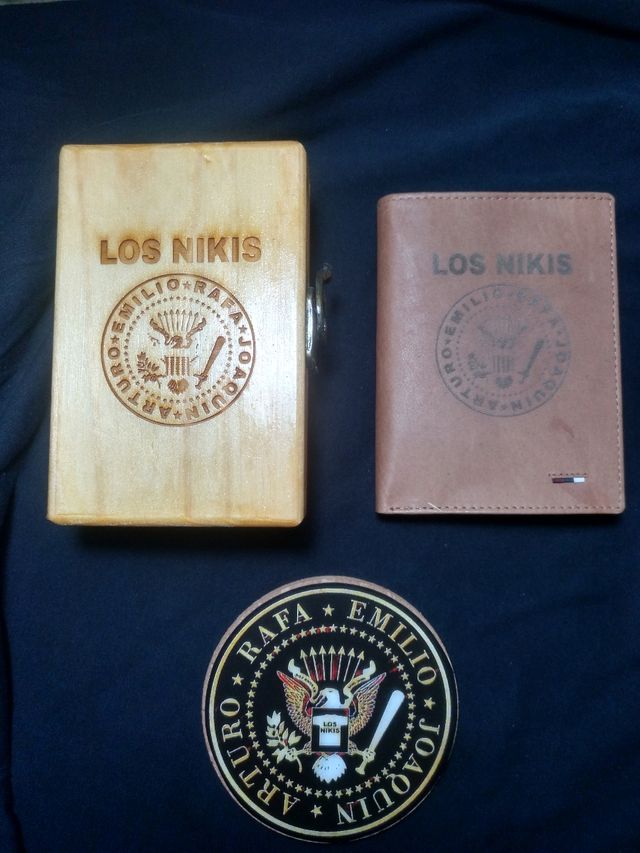 LOS NIKIS
EMILIO ★ RAFA ★ JOAQUIN ★ ARTURO ★
LOS NIKIS
EMILIO ★ RAFA ★ JOAQUIN ★ ARTURO ★
RAFA ★ EMILIO ★ JOAQUIN ★ ARTURO ★
LOS
NIKIS